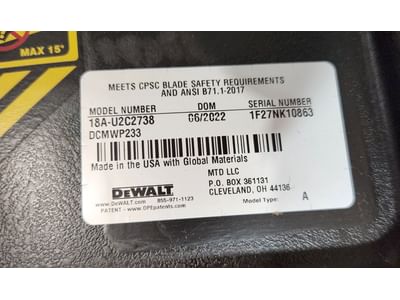 MAX 15°
MEETS CPSC BLADE SAFETY REQUIREMENTS
AND ANSI B71.1-2017
MODEL NUMBER DOM SERIAL NUMBER
18A-U2C2738 06/2022 1F27NK10863
DCMWP233
Made in the USA with Global Materials
DEWALT
www.DEWALT.com 855-971-1123
Patents: www.OPEpatents.com
MTD LLC
P.O. BOX 361131
CLEVELAND, OH 44136
Model Type: A